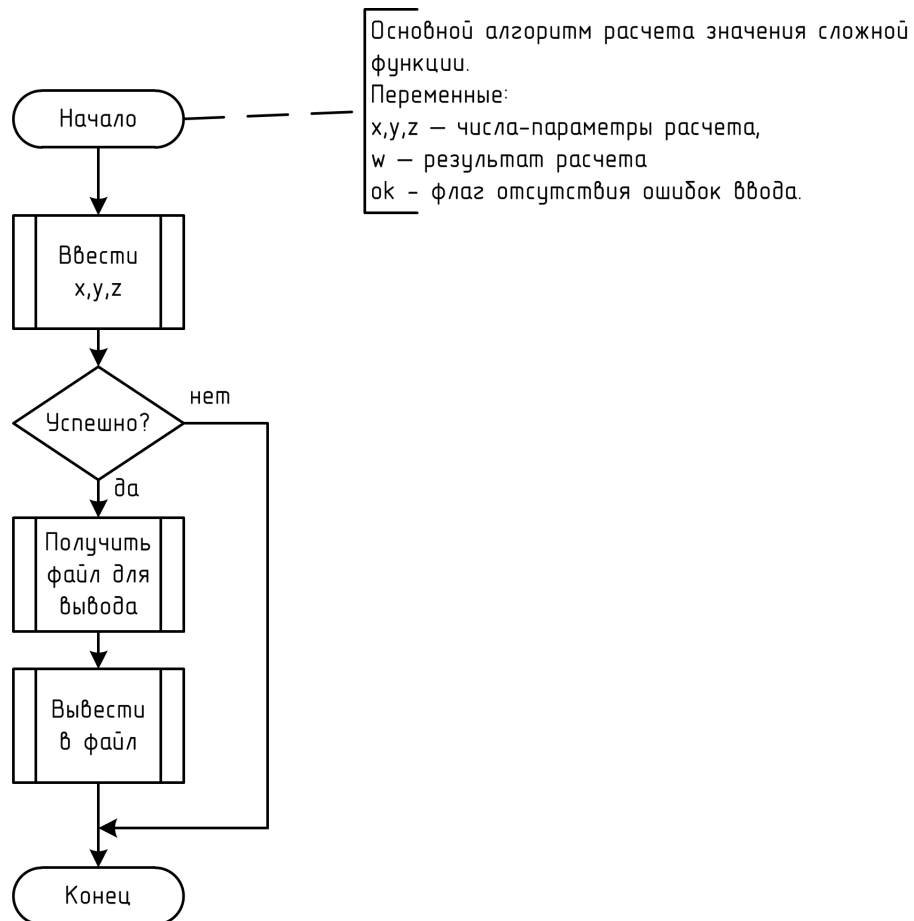 Основной алгоритм расчета значения сложной
функции.
Переменные:
x,y,z — числа-параметры расчета,
w — результат расчета
ok - флаг отсутствия ошибок ввода.
Начало
Ввести
x,y,z
Успешно?
нет
да
Получить
файл для
вывода
Вывести
в файл
Конец